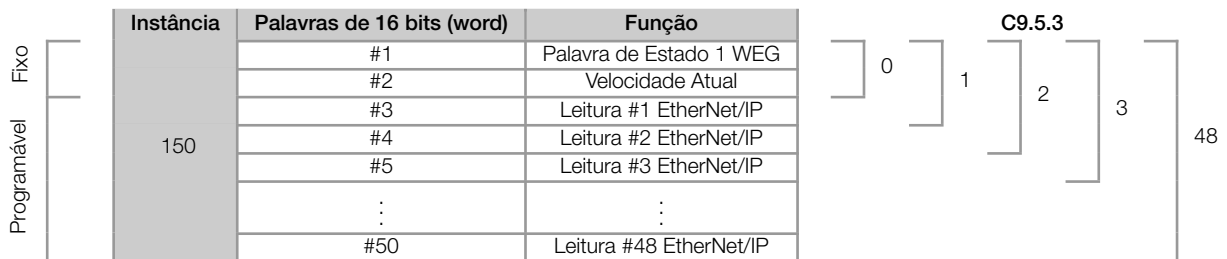 Instância Palavras de 16 bits (word) Função C9.5.3
Fixo
#1 Palavra de Estado 1 WEG
#2 Velocidade Atual
0
Programável
150
#3 Leitura #1 EtherNet/IP
1
#4 Leitura #2 EtherNet/IP
2
#5 Leitura #3 EtherNet/IP
3
⋮ ⋮
#50 Leitura #48 EtherNet/IP
48